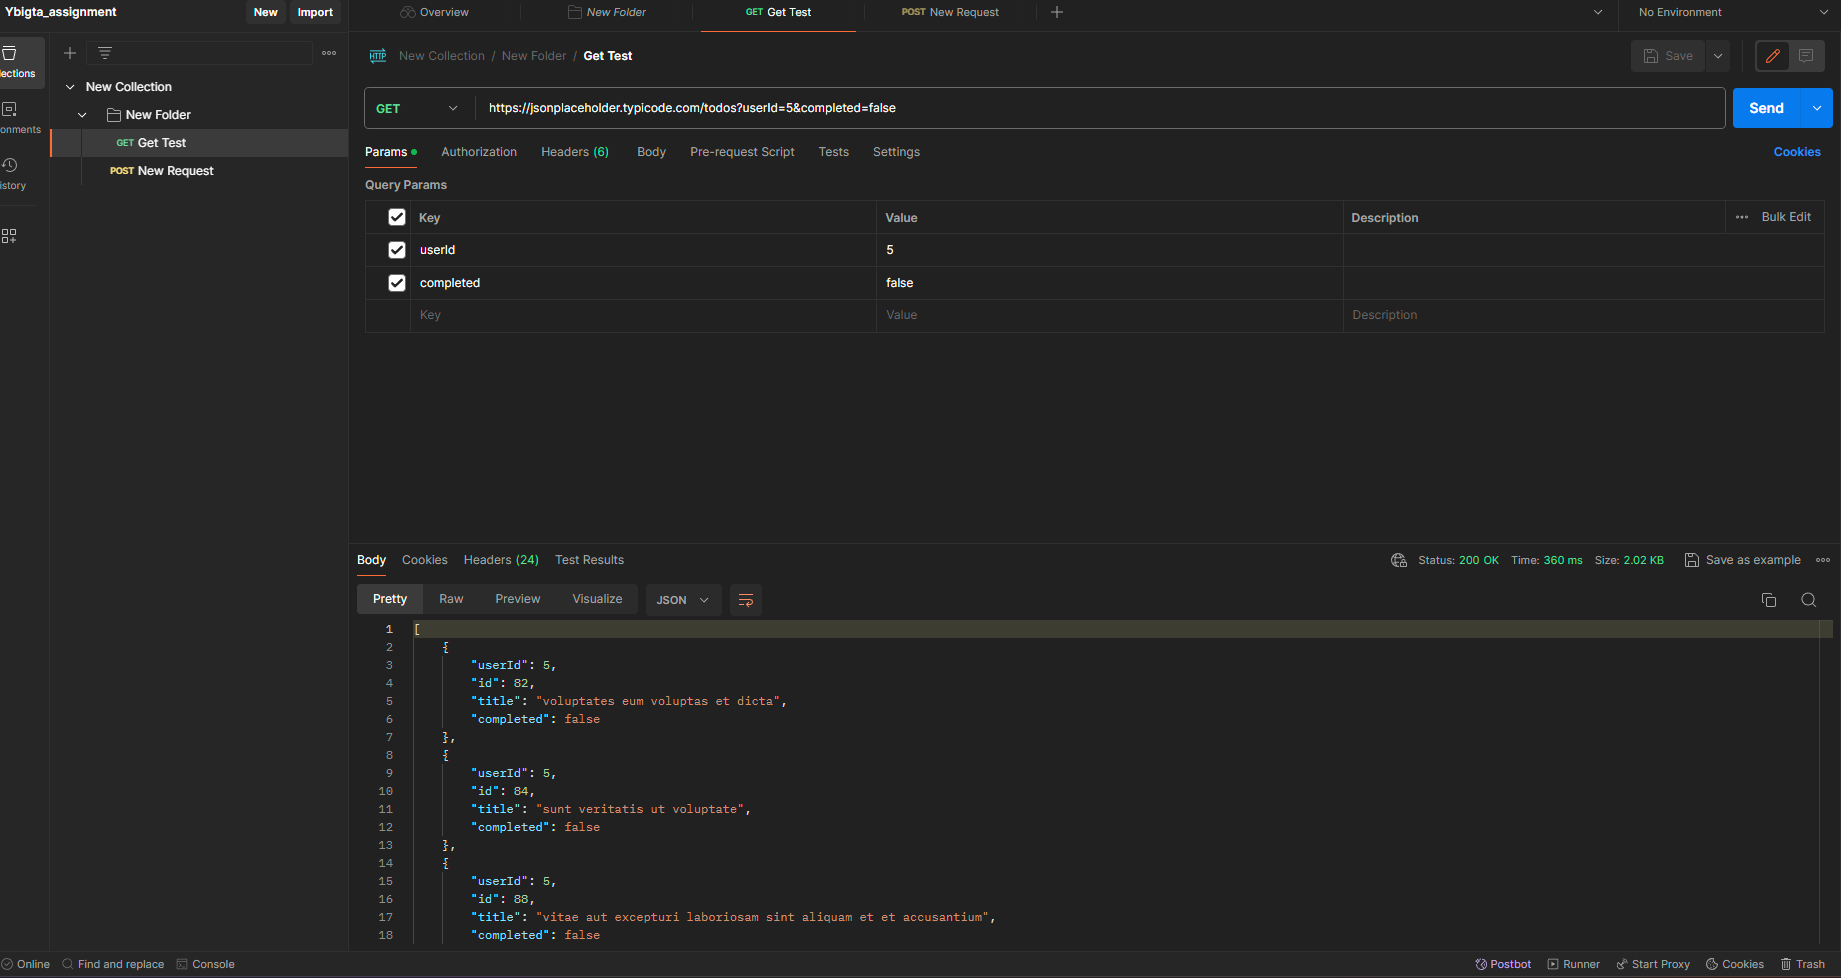 Ybigta_assignment
New
Import
Overview
New Folder
GET Get Test
POST New Request
No Environment
lections
onments
istory
New Collection
New Folder
GET Get Test
POST New Request
HTTP New Collection / New Folder / Get Test
Save
GET
https://jsonplaceholder.typicode.com/todos?userId=5&completed=false
Send
Params
Authorization
Headers (6)
Body
Pre-request Script
Tests
Settings
Cookies
Query Params
Key
Value
Description
Bulk Edit
userId
5
completed
false
Key
Value
Description
Body
Cookies
Headers (24)
Test Results
Status: 200 OK
Time: 360 ms
Size: 2.02 KB
Save as example
Pretty
Raw
Preview
Visualize
JSON
1 [
2 {
3 "userId": 5,
4 "id": 82,
5 "title": "voluptates eum voluptas et dicta",
6 "completed": false
7 },
8 {
9 "userId": 5,
10 "id": 84,
11 "title": "sunt veritatis ut voluptate",
12 "completed": false
13 },
14 {
15 "userId": 5,
16 "id": 88,
17 "title": "vitae aut excepturi laboriosam sint aliquam et et accusantium",
18 "completed": false
Online
Find and replace
Console
Postbot
Runner
Start Proxy
Cookies
Trash